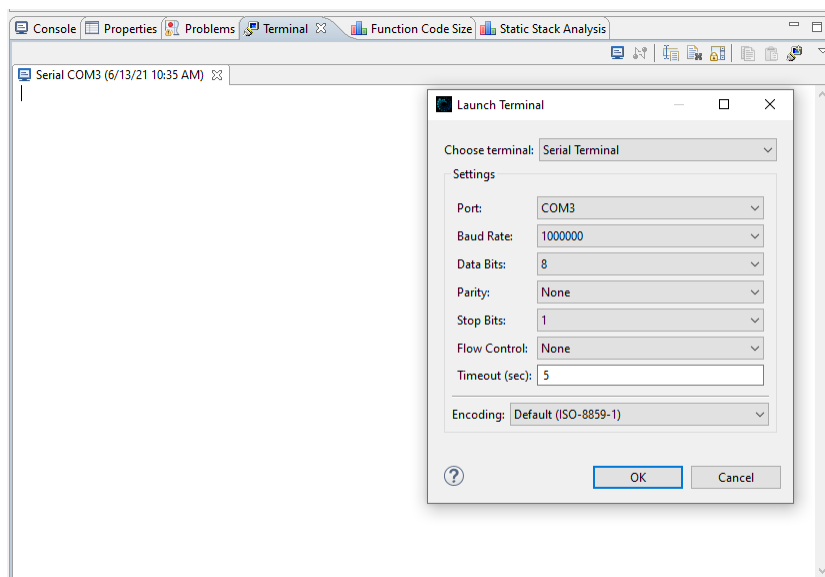 Console Properties Problems Terminal Function Code Size Static Stack Analysis
Serial COM3 (6/13/21 10:35 AM)
Launch Terminal
Choose terminal: Serial Terminal
Settings
Port: COM3
Baud Rate: 1000000
Data Bits: 8
Parity: None
Stop Bits: 1
Flow Control: None
Timeout (sec): 5
Encoding: Default (ISO-8859-1)
?
OK Cancel